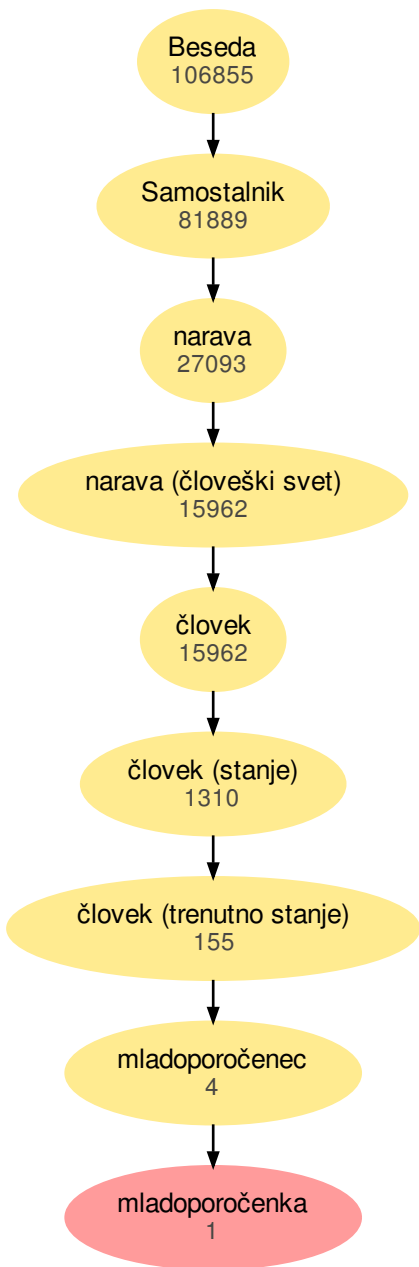 Beseda
106855
Samostalnik
81889
narava
27093
narava (človeški svet)
15962
človek
15962
človek (stanje)
1310
človek (trenutno stanje)
155
mladoporočenec
4
mladoporočenka
1